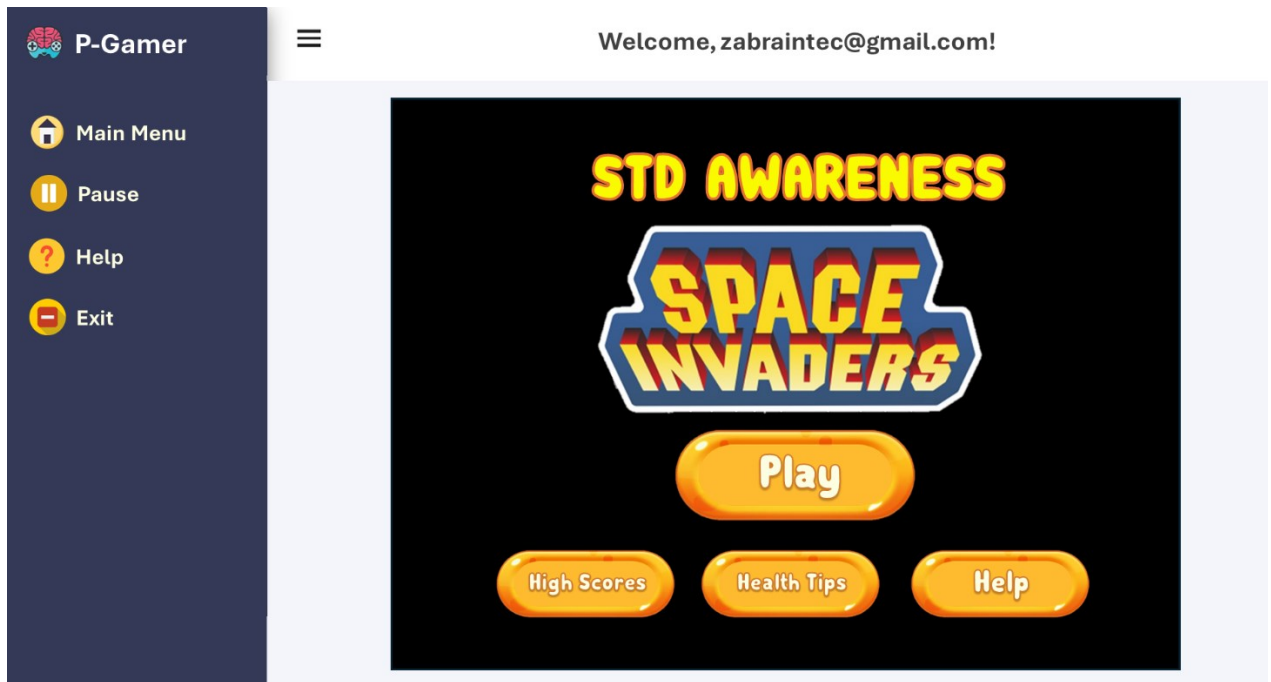 P-Gamer
Welcome, zabraintec@gmail.com!
Main Menu
Pause
? Help
Exit
STD AWARENESS
SPACE
INVADERS
Play
High Scores
Health Tips
Help